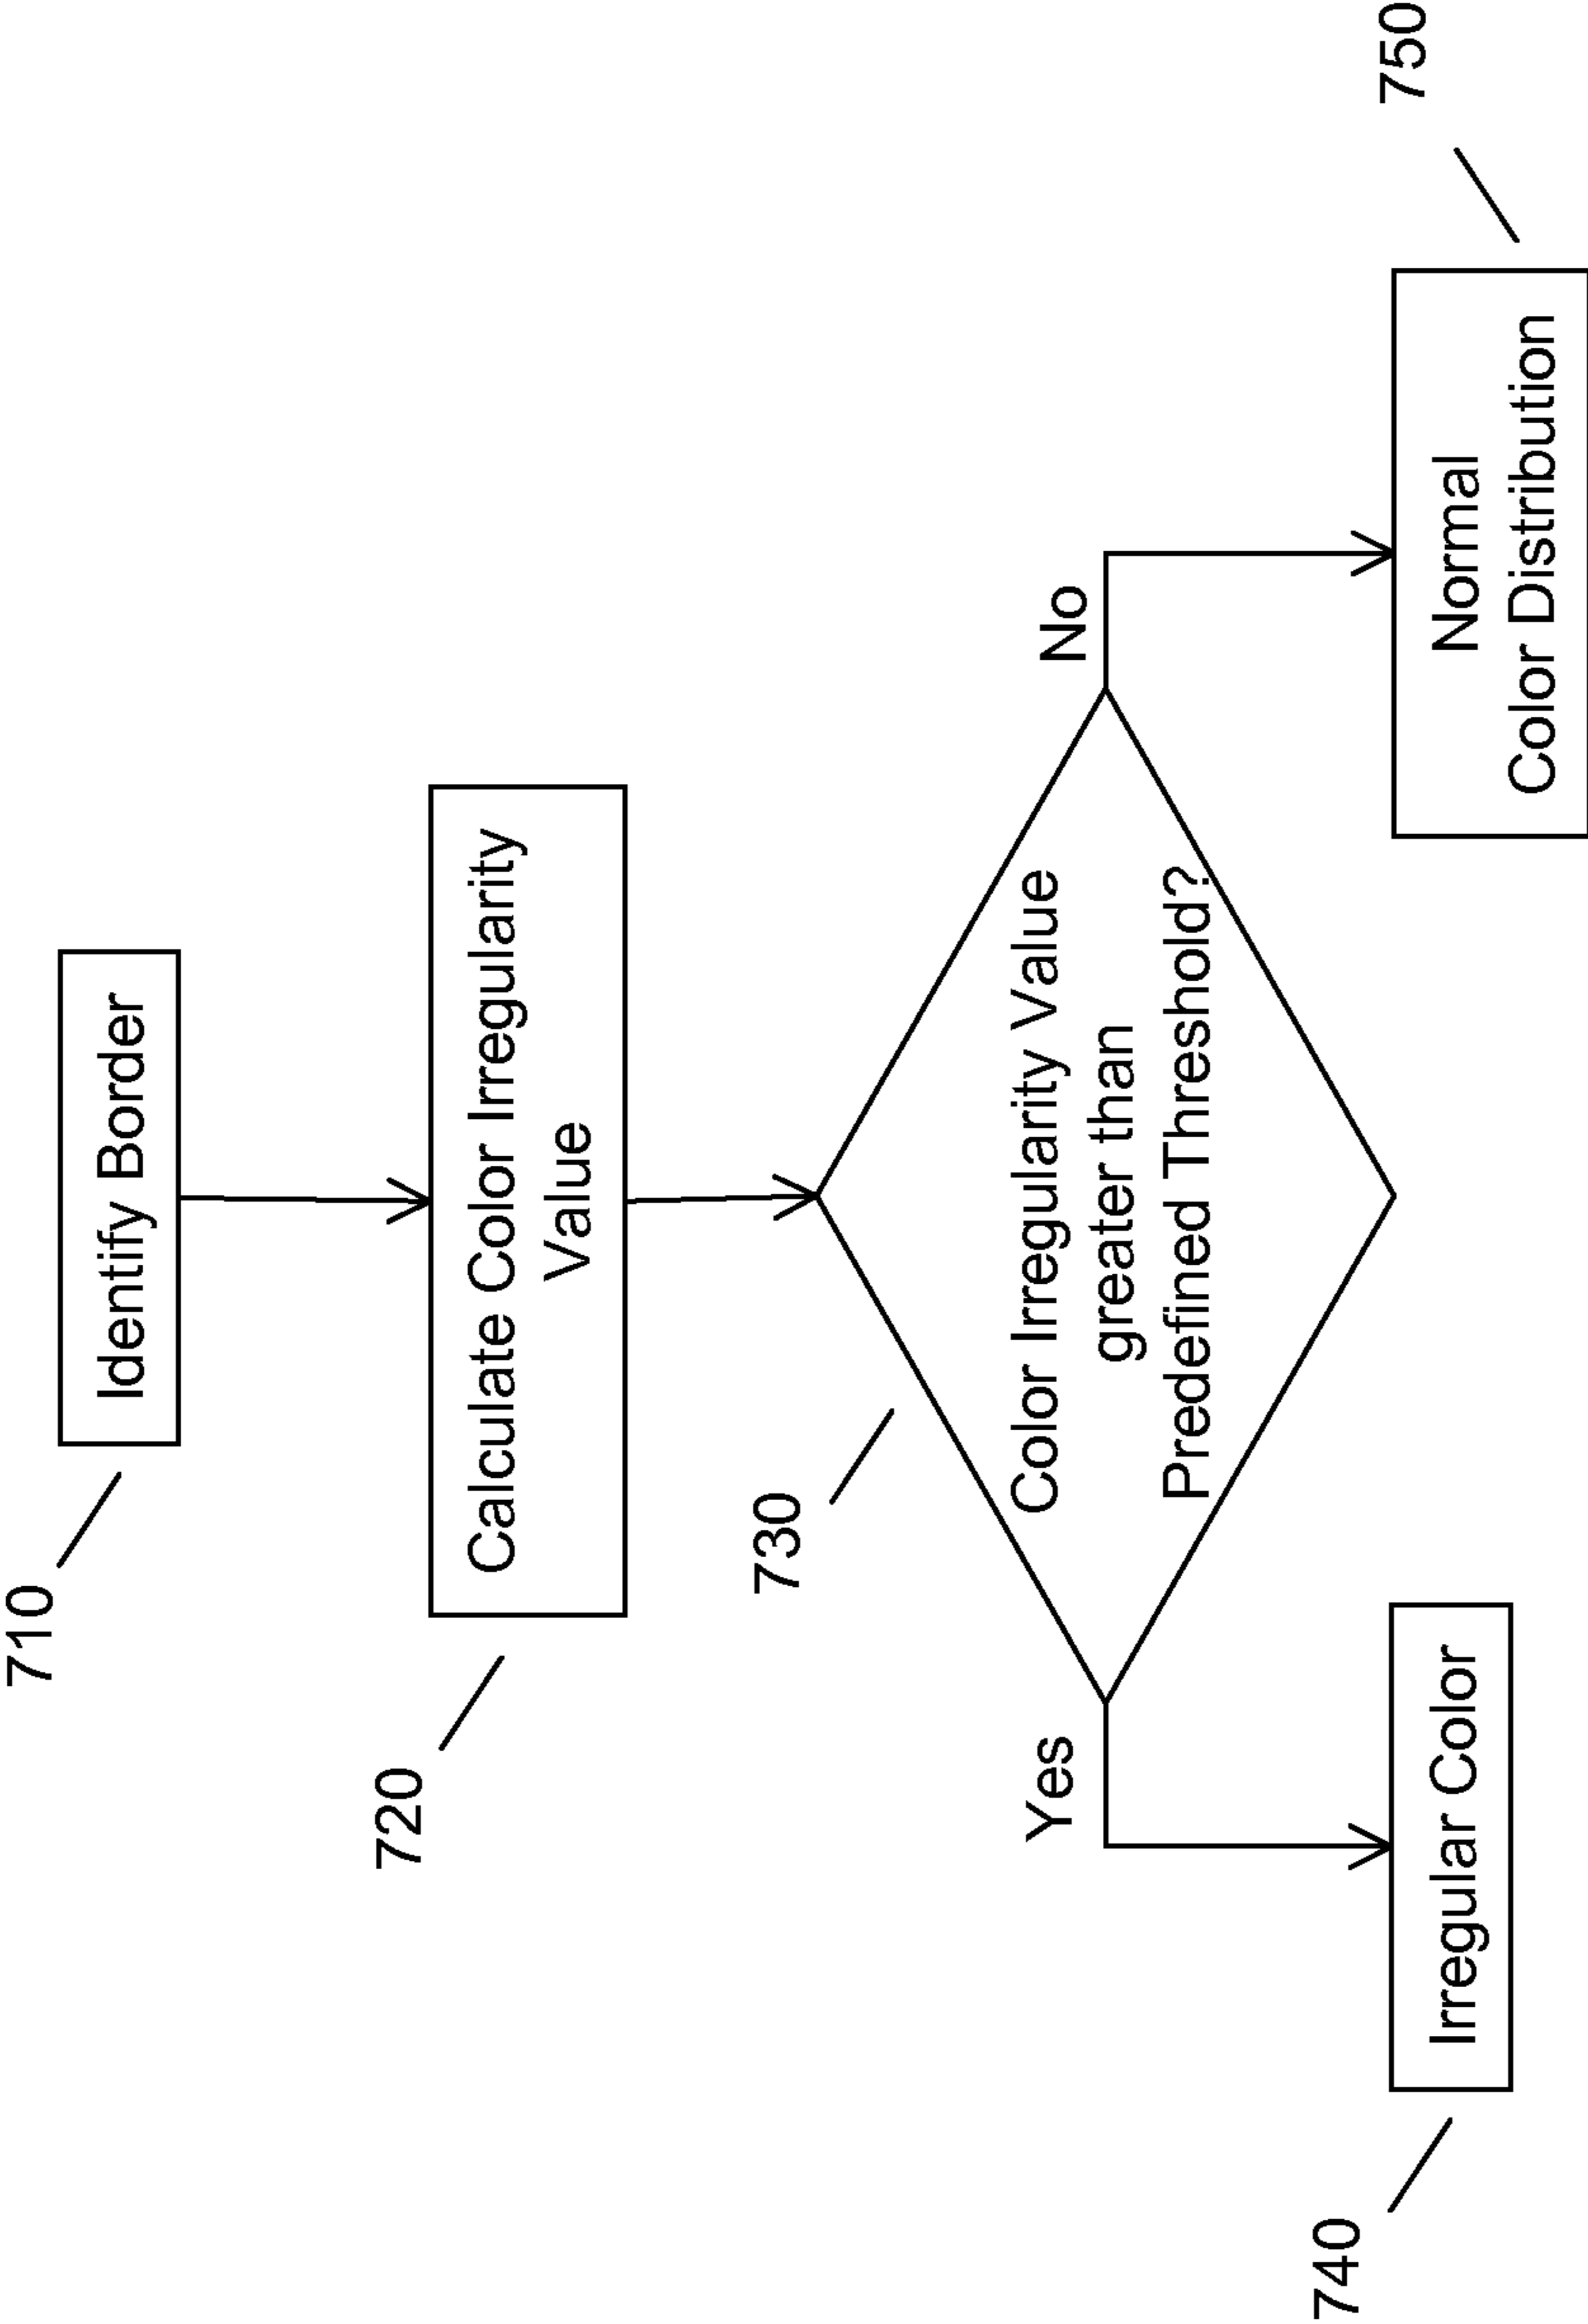 710
Identify Border
720
Calculate Color Irregularity
Value
730
Color Irregularity Value
greater than
Predefined Threshold?
Yes
No
740
Irregular Color
750
Normal
Color Distribution